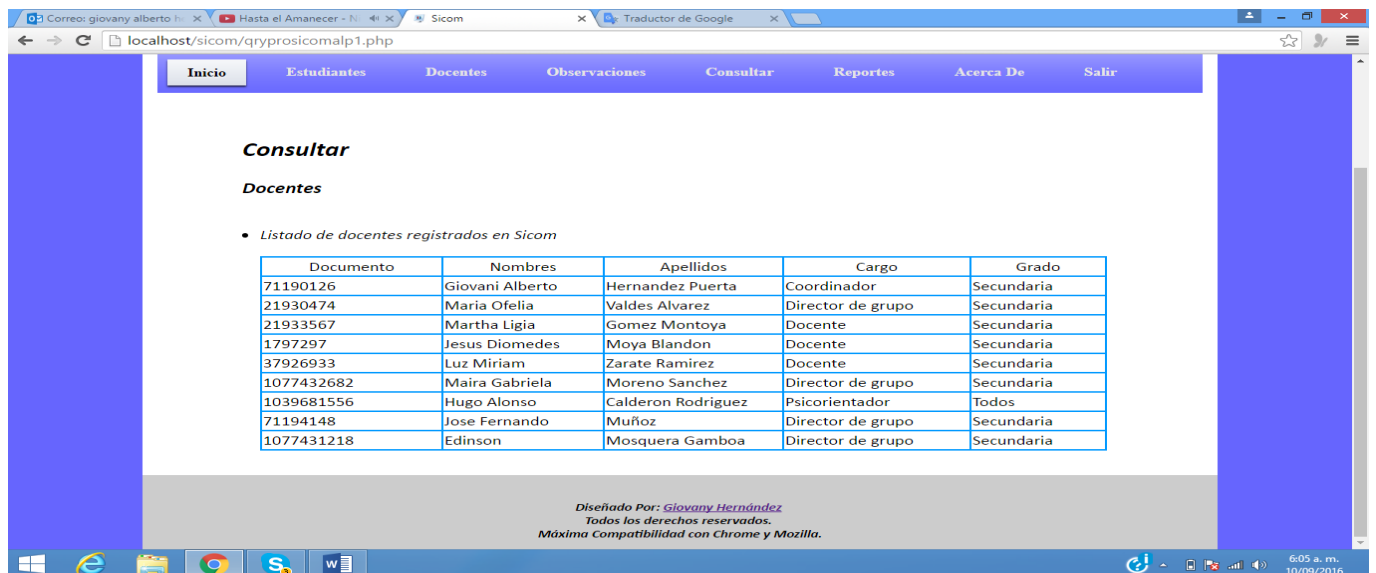 Correo: giovany alberto h
Hasta el Amanecer - N
Sicom
Traductor de Google
localhost/sicom/qryprosicomalp1.php
Inicio Estudiantes Docentes Observaciones Consultar Reportes Acerca De Salir
Consultar
Docentes
• Listado de docentes registrados en Sicom
Documento Nombres Apellidos Cargo Grado
71190126 Giovani Alberto Hernandez Puerta Coordinador Secundaria
21930474 Maria Ofelia Valdes Alvarez Director de grupo Secundaria
21933567 Martha Ligia Gomez Montoya Docente Secundaria
1797297 Jesus Diomedes Moya Blandon Docente Secundaria
37926933 Luz Miriam Zarate Ramirez Docente Secundaria
1077432682 Maira Gabriela Moreno Sanchez Director de grupo Secundaria
1039681556 Hugo Alonso Calderon Rodriguez Psicorientador Todos
71194148 Jose Fernando Muñoz Director de grupo Secundaria
1077431218 Edinson Mosquera Gamboa Director de grupo Secundaria
Diseñado Por: Giovany Hernández
Todos los derechos reservados.
Máxima Compatibilidad con Chrome y Mozilla.
6:05 a. m.
10/09/2016